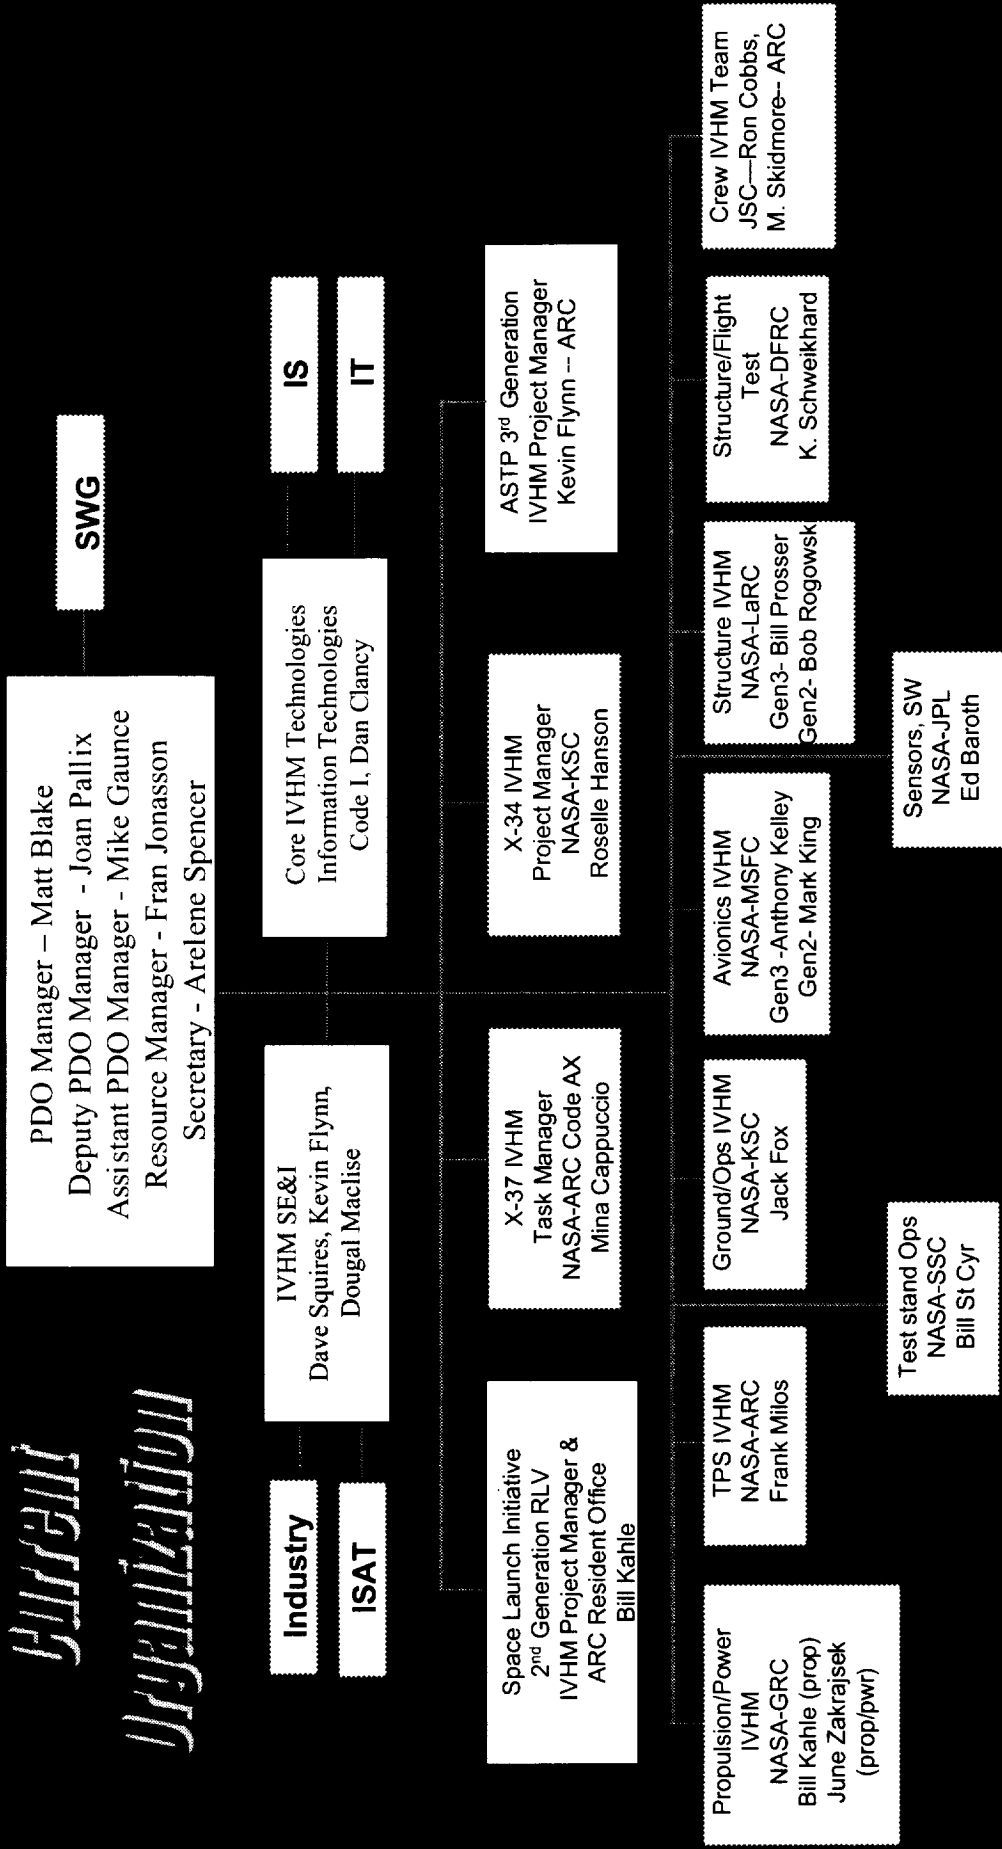 Current
Organization
PDO Manager – Matt Blake
Deputy PDO Manager - Joan Pallix
Assistant PDO Manager - Mike Gaunce
Resource Manager - Fran Jonasson
Secretary - Arelene Spencer
SWG
Industry
ISAT
IVHM SE&I
Dave Squires, Kevin Flynn,
Dougal Maclise
Core IVHM Technologies
Information Technologies
Code I, Dan Clancy
IS
IT
Space Launch Initiative
2nd Generation RLV
IVHM Project Manager &
ARC Resident Office
Bill Kahle
X-37 IVHM
Task Manager
NASA-ARC Code AX
Mina Cappuccio
X-34 IVHM
Project Manager
NASA-KSC
Roselle Hanson
ASTP 3rd Generation
IVHM Project Manager
Kevin Flynn -- ARC
Propulsion/Power
IVHM
NASA-GRC
Bill Kahle (prop)
June Zakrajsek
(prop/pwr)
TPS IVHM
NASA-ARC
Frank Milos
Ground/Ops IVHM
NASA-KSC
Jack Fox
Avionics IVHM
NASA-MSFC
Gen3 -Anthony Kelley
Gen2- Mark King
Structure IVHM
NASA-LaRC
Gen3- Bill Prosser
Gen2- Bob Rogowsk
Structure/Flight
Test
NASA-DFRC
K. Schweikhard
Crew IVHM Team
JSC—Ron Cobbs,
M. Skidmore-- ARC
Test stand Ops
NASA-SSC
Bill St Cyr
Sensors, SW
NASA-JPL
Ed Baroth